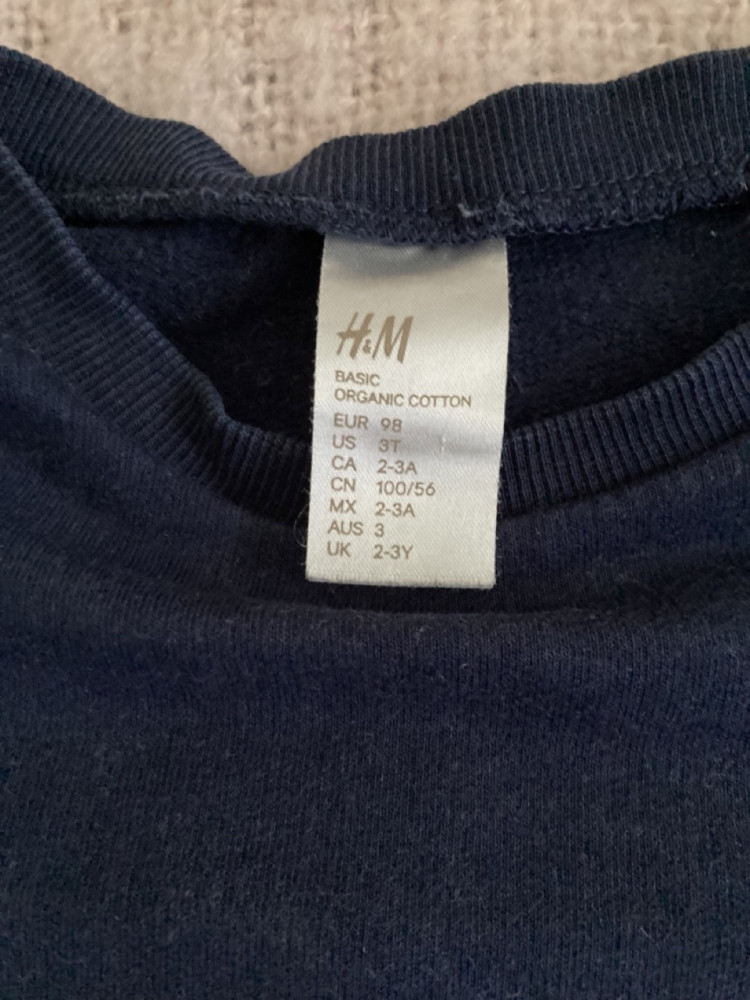 H&M
BASIC
ORGANIC COTTON
EUR 98
US 3T
CA 2-3A
CN 100/56
MX 2-3A
AUS 3
UK 2-3Y